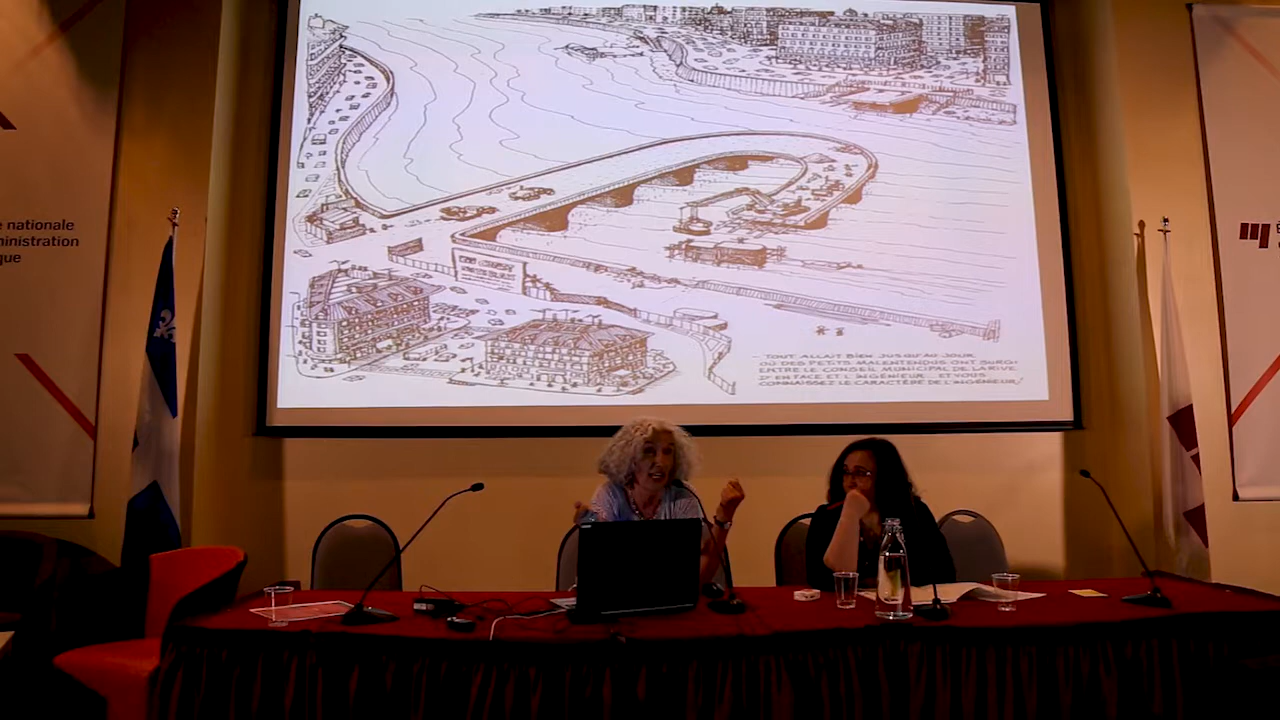 e nationale
ministration
que
- TOUT ALLAIT BIEN JUSQU'AU JOUR
OÙ DES PETITS MALENTENDUS ONT SURGI
ENTRE LE CONSEIL MUNICIPAL DE LA RIVE
D'EN FACE ET L'INGÉNIEUR... ET VOUS
CONNAISSEZ LE CARACTÈRE DE L'INGÉNIEUR!